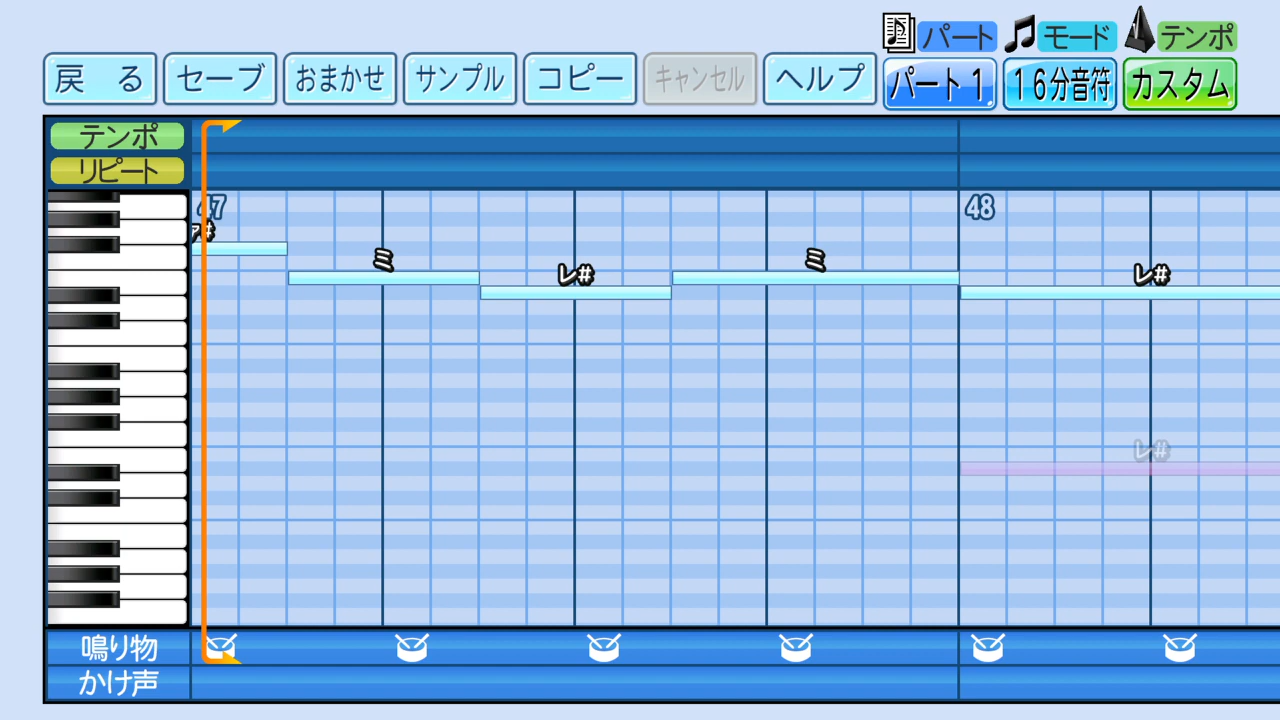 パート モード テンポ
戻る セーブ おまかせ サンプル コピー キャンセル ヘルプ パート1 16分音符 カスタム
テンポ
リピート
47 48
ミ ミ
レ# レ#
レ#
鳴り物
かけ声